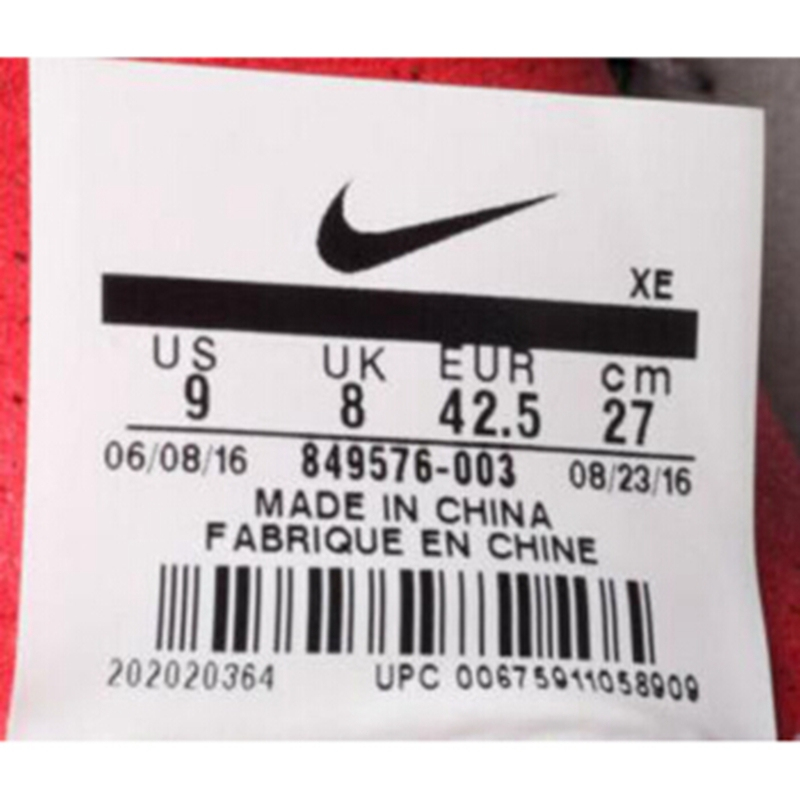 XE
US UK EUR cm
9 8 42.5 27
06/08/16 849576-003 08/23/16
MADE IN CHINA
FABRIQUE EN CHINE
202020364 UPC 00675911058909